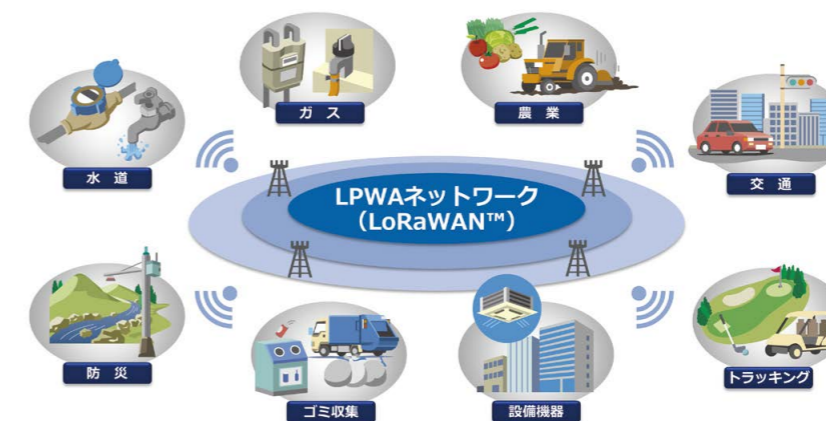 ガス
農業
水道
交通
LPWAネットワーク
(LoRaWAN™)
防災
トラッキング
ゴミ収集
設備機器